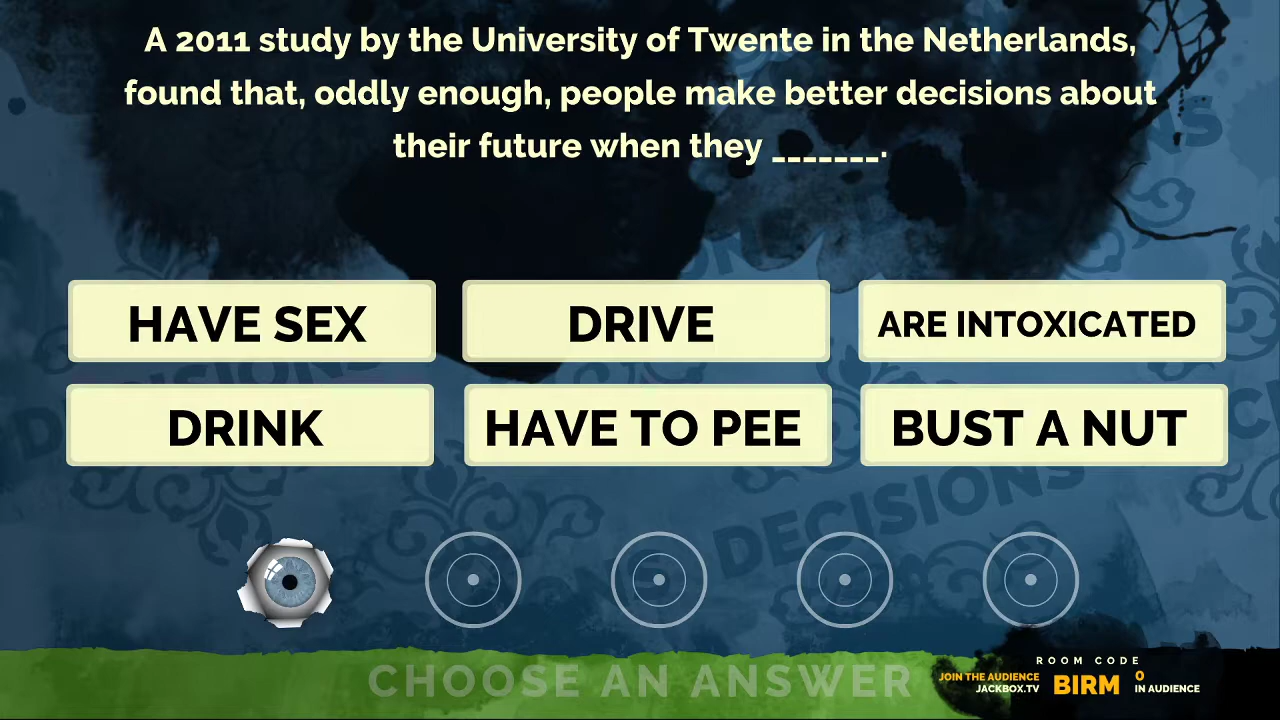 A 2011 study by the University of Twente in the Netherlands,
found that, oddly enough, people make better decisions about
their future when they _______.
HAVE SEX
DRIVE
ARE INTOXICATED
DRINK
HAVE TO PEE
BUST A NUT
DECISIONS
CHOOSE AN ANSWER
ROOM CODE
JOIN THE AUDIENCE
JACKBOX.TV
BIRM
0
IN AUDIENCE